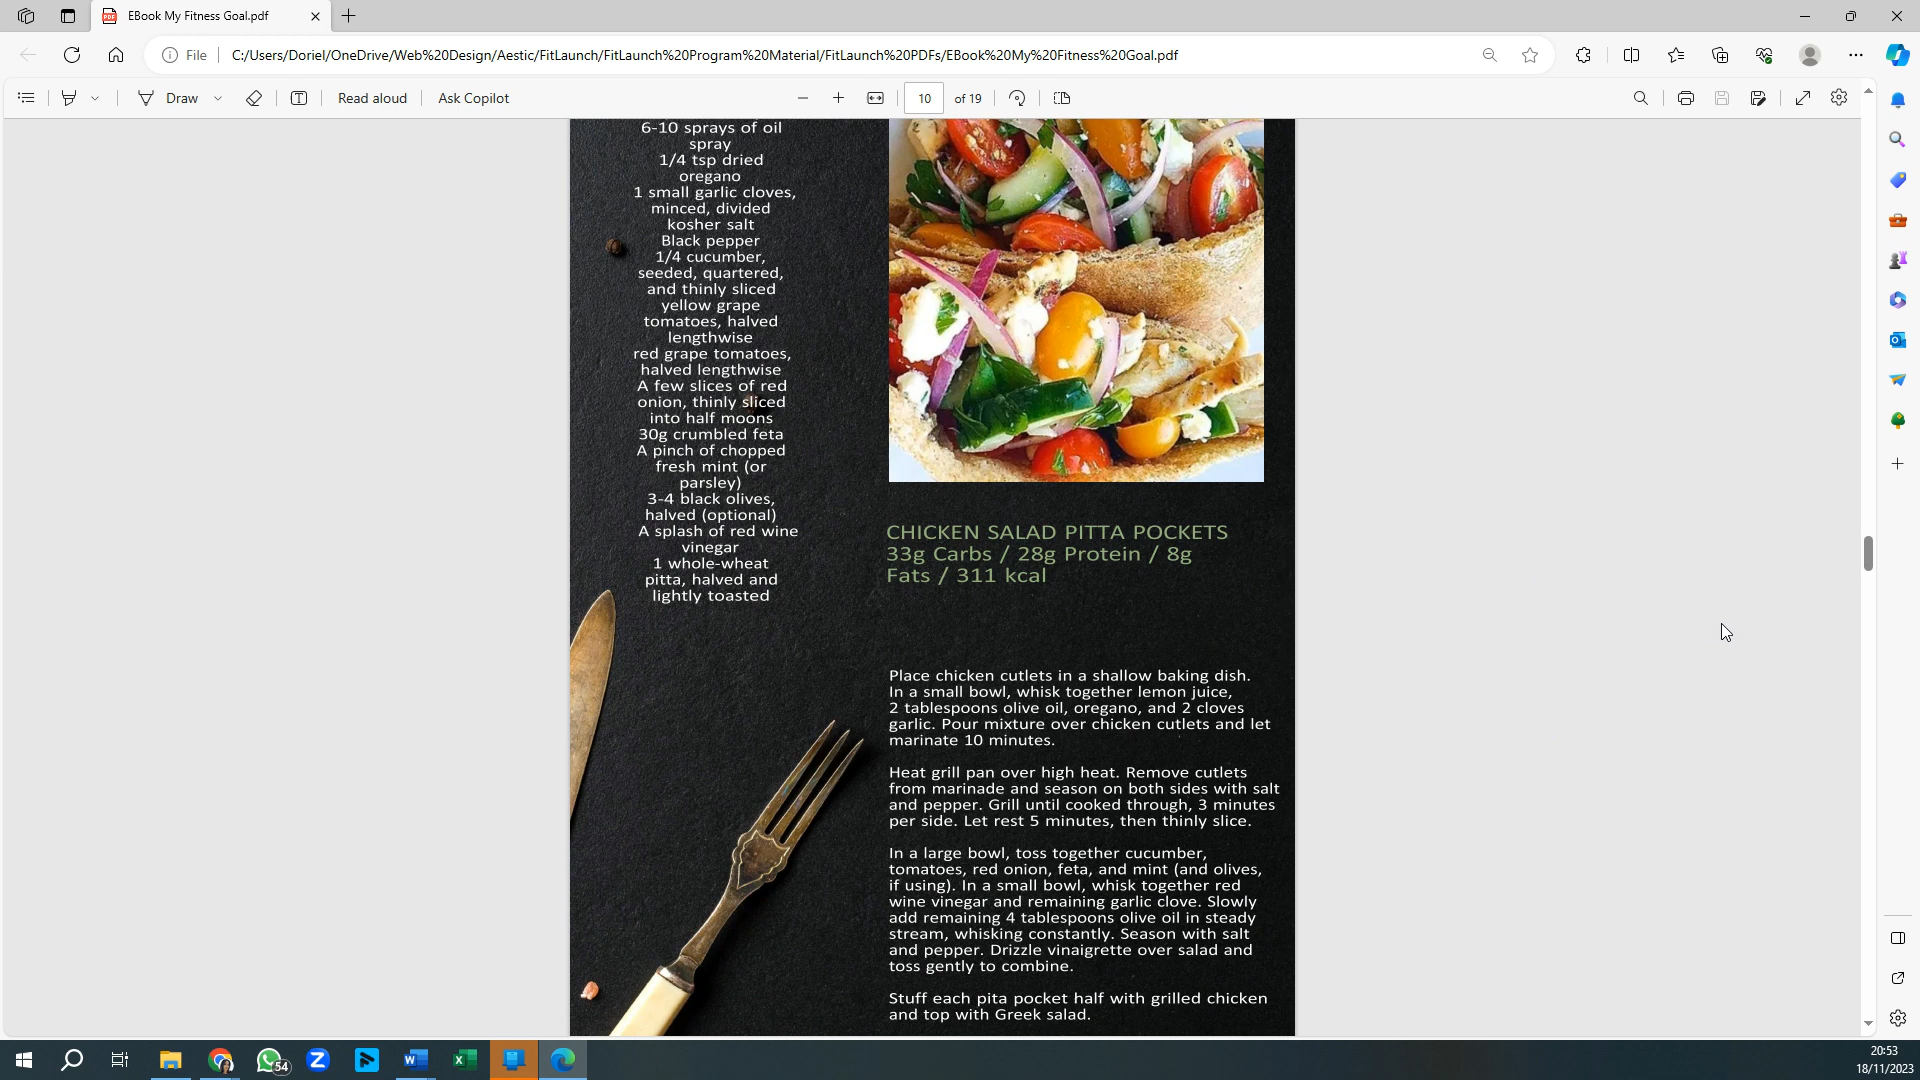 EBook My Fitness Goal.pdf
File
C:/Users/Doriel/OneDrive/Web%20Design/Aestic/FitLaunch/FitLaunch%20Program%20Material/FitLaunch%20PDFs/EBook%20My%20Fitness%20Goal.pdf
Draw
Read aloud
Ask Copilot
10
of 19
6-10 sprays of oil
spray
1/4 tsp dried
oregano
1 small garlic cloves,
minced, divided
kosher salt
Black pepper
1/4 cucumber,
seeded, quartered,
and thinly sliced
yellow grape
tomatoes, halved
lengthwise
red grape tomatoes,
halved lengthwise
A few slices of red
onion, thinly sliced
into half moons
30g crumbled feta
A pinch of chopped
fresh mint (or
parsley)
3-4 black olives,
halved (optional)
A splash of red wine
vinegar
1 whole-wheat
pitta, halved and
lightly toasted
CHICKEN SALAD PITTA POCKETS
33g Carbs / 28g Protein / 8g
Fats / 311 kcal
Place chicken cutlets in a shallow baking dish.
In a small bowl, whisk together lemon juice,
2 tablespoons olive oil, oregano, and 2 cloves
garlic. Pour mixture over chicken cutlets and let
marinate 10 minutes.
Heat grill pan over high heat. Remove cutlets
from marinade and season on both sides with salt
and pepper. Grill until cooked through, 3 minutes
per side. Let rest 5 minutes, then thinly slice.
In a large bowl, toss together cucumber,
tomatoes, red onion, feta, and mint (and olives,
if using). In a small bowl, whisk together red
wine vinegar and remaining garlic clove. Slowly
add remaining 4 tablespoons olive oil in steady
stream, whisking constantly. Season with salt
and pepper. Drizzle vinaigrette over salad and
toss gently to combine.
Stuff each pita pocket half with grilled chicken
and top with Greek salad.
54
20:53
18/11/2023